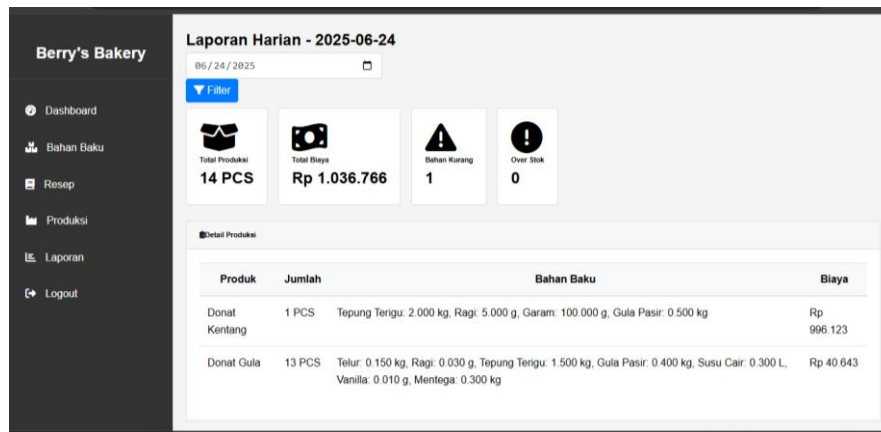 Berry's Bakery
Dashboard
Bahan Baku
Resep
Produksi
Laporan
Logout
Laporan Harian - 2025-06-24
06/24/2025
Filter
Total Produksi
14 PCS
Total Biaya
Rp 1.036.766
Bahan Kurang
1
Over Stok
0
Detail Produksi
Produk Jumlah Bahan Baku Biaya
Donat Kentang 1 PCS Tepung Terigu: 2.000 kg, Ragi: 5.000 g, Garam: 100.000 g, Gula Pasir: 0.500 kg Rp 996.123
Donat Gula 13 PCS Telur: 0.150 kg, Ragi: 0.030 g, Tepung Terigu: 1.500 kg, Gula Pasir: 0.400 kg, Susu Cair: 0.300 L, Rp 40.643
Vanilla: 0.010 g, Mentega: 0.300 kg